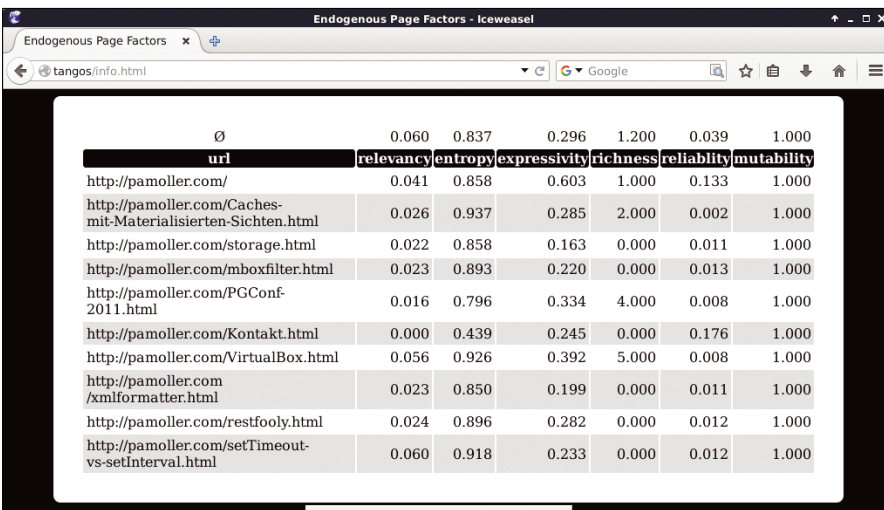 Endogenous Page Factors - Iceweasel
Endogenous Page Factors
tangos/info.html
Google
Ø 0.060 0.837 0.296 1.200 0.039 1.000
url relevancy entropy expressivity richness reliablity mutability
http://pamoller.com/ 0.041 0.858 0.603 1.000 0.133 1.000
http://pamoller.com/Caches-
mit-Materialisierten-Sichten.html 0.026 0.937 0.285 2.000 0.002 1.000
http://pamoller.com/storage.html 0.022 0.858 0.163 0.000 0.011 1.000
http://pamoller.com/mboxfilter.html 0.023 0.893 0.220 0.000 0.013 1.000
http://pamoller.com/PGConf-
2011.html 0.016 0.796 0.334 4.000 0.008 1.000
http://pamoller.com/Kontakt.html 0.000 0.439 0.245 0.000 0.176 1.000
http://pamoller.com/VirtualBox.html 0.056 0.926 0.392 5.000 0.008 1.000
http://pamoller.com
/xmlformatter.html 0.023 0.850 0.199 0.000 0.011 1.000
http://pamoller.com/restfooly.html 0.024 0.896 0.282 0.000 0.012 1.000
http://pamoller.com/setTimeout-
vs-setInterval.html 0.060 0.918 0.233 0.000 0.012 1.000